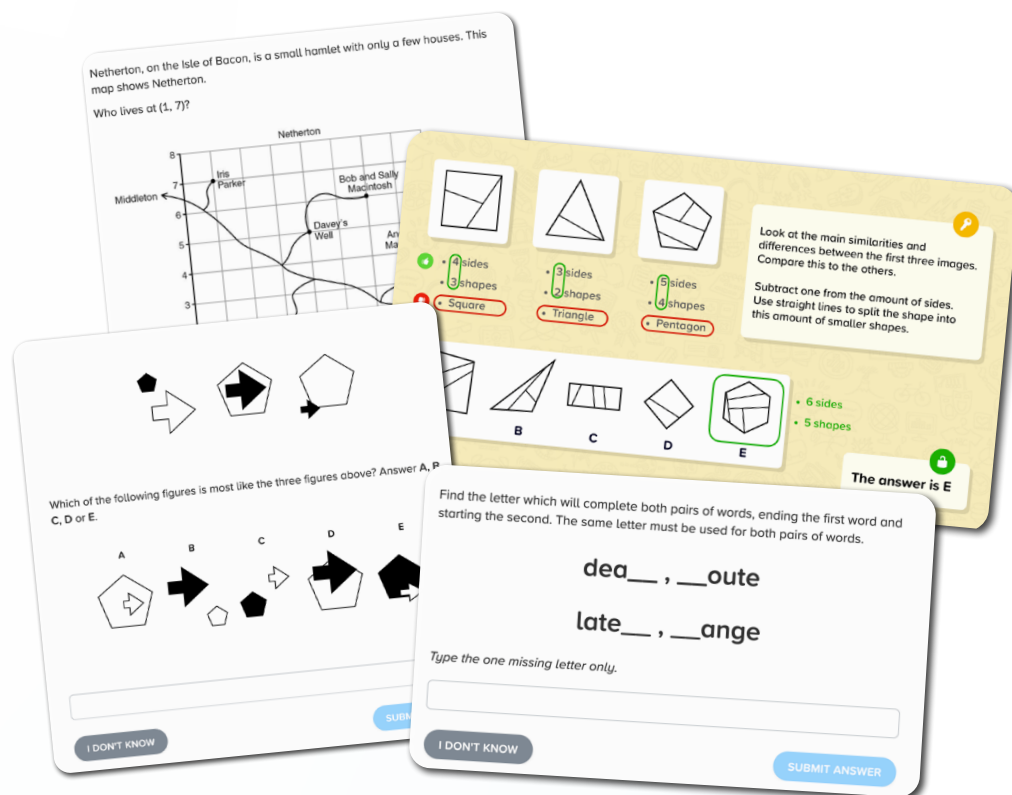 Netherton, on the Isle of Bacon, is a small hamlet with only a few houses. This
map shows Netherton.
Who lives at (1, 7)?
Netherton
8
7
6
5
4
3
Middleton
Iris
Parker
Bob and Sally
Macintosh
Davey's
Well
4 sides
3 shapes
Square
3 sides
2 shapes
Triangle
5 sides
4 shapes
Pentagon
Look at the main similarities and
differences between the first three images.
Compare this to the others.
Subtract one from the amount of sides.
Use straight lines to split the shape into
this amount of smaller shapes.
B
C
D
E
6 sides
5 shapes
The answer is E
Which of the following figures is most like the three figures above? Answer A,
C, D or E.
A
B
C
D
E
I DON'T KNOW
SUBM
Find the letter which will complete both pairs of words, ending the first word and
starting the second. The same letter must be used for both pairs of words.
dea__ , __oute
late__ , __ange
Type the one missing letter only.
I DON'T KNOW
SUBMIT ANSWER